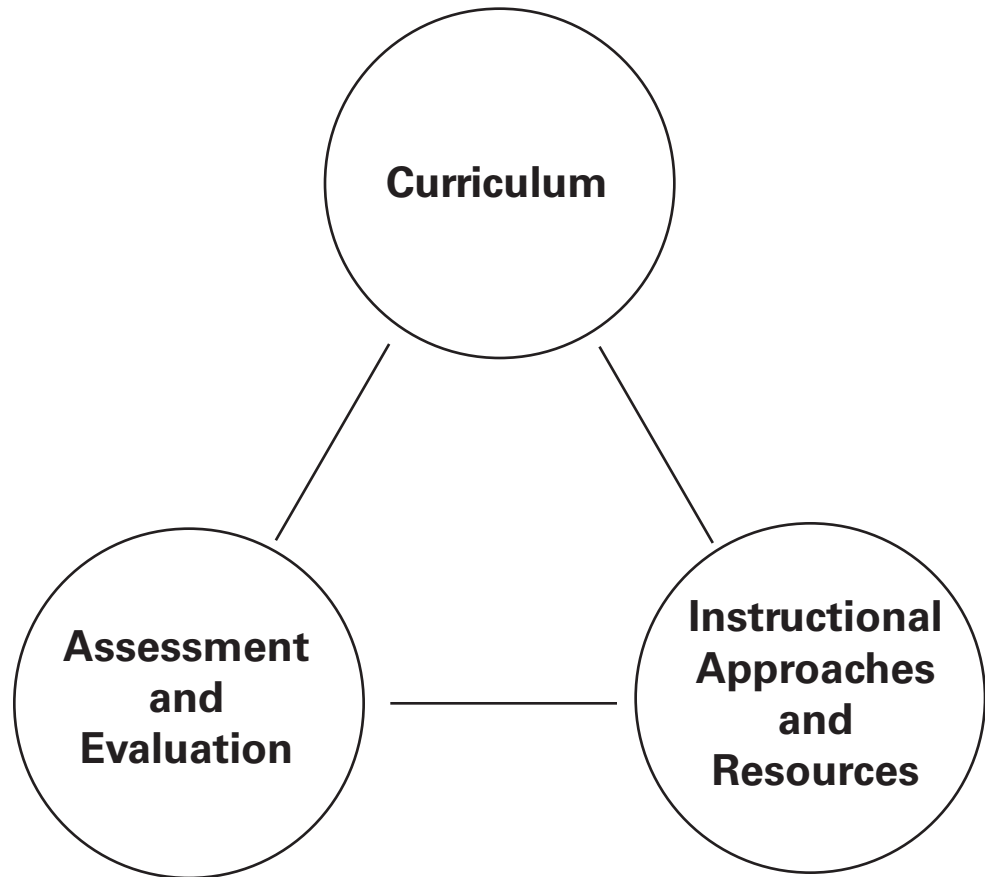 Curriculum
Assessment
and
Evaluation
Instructional
Approaches
and
Resources